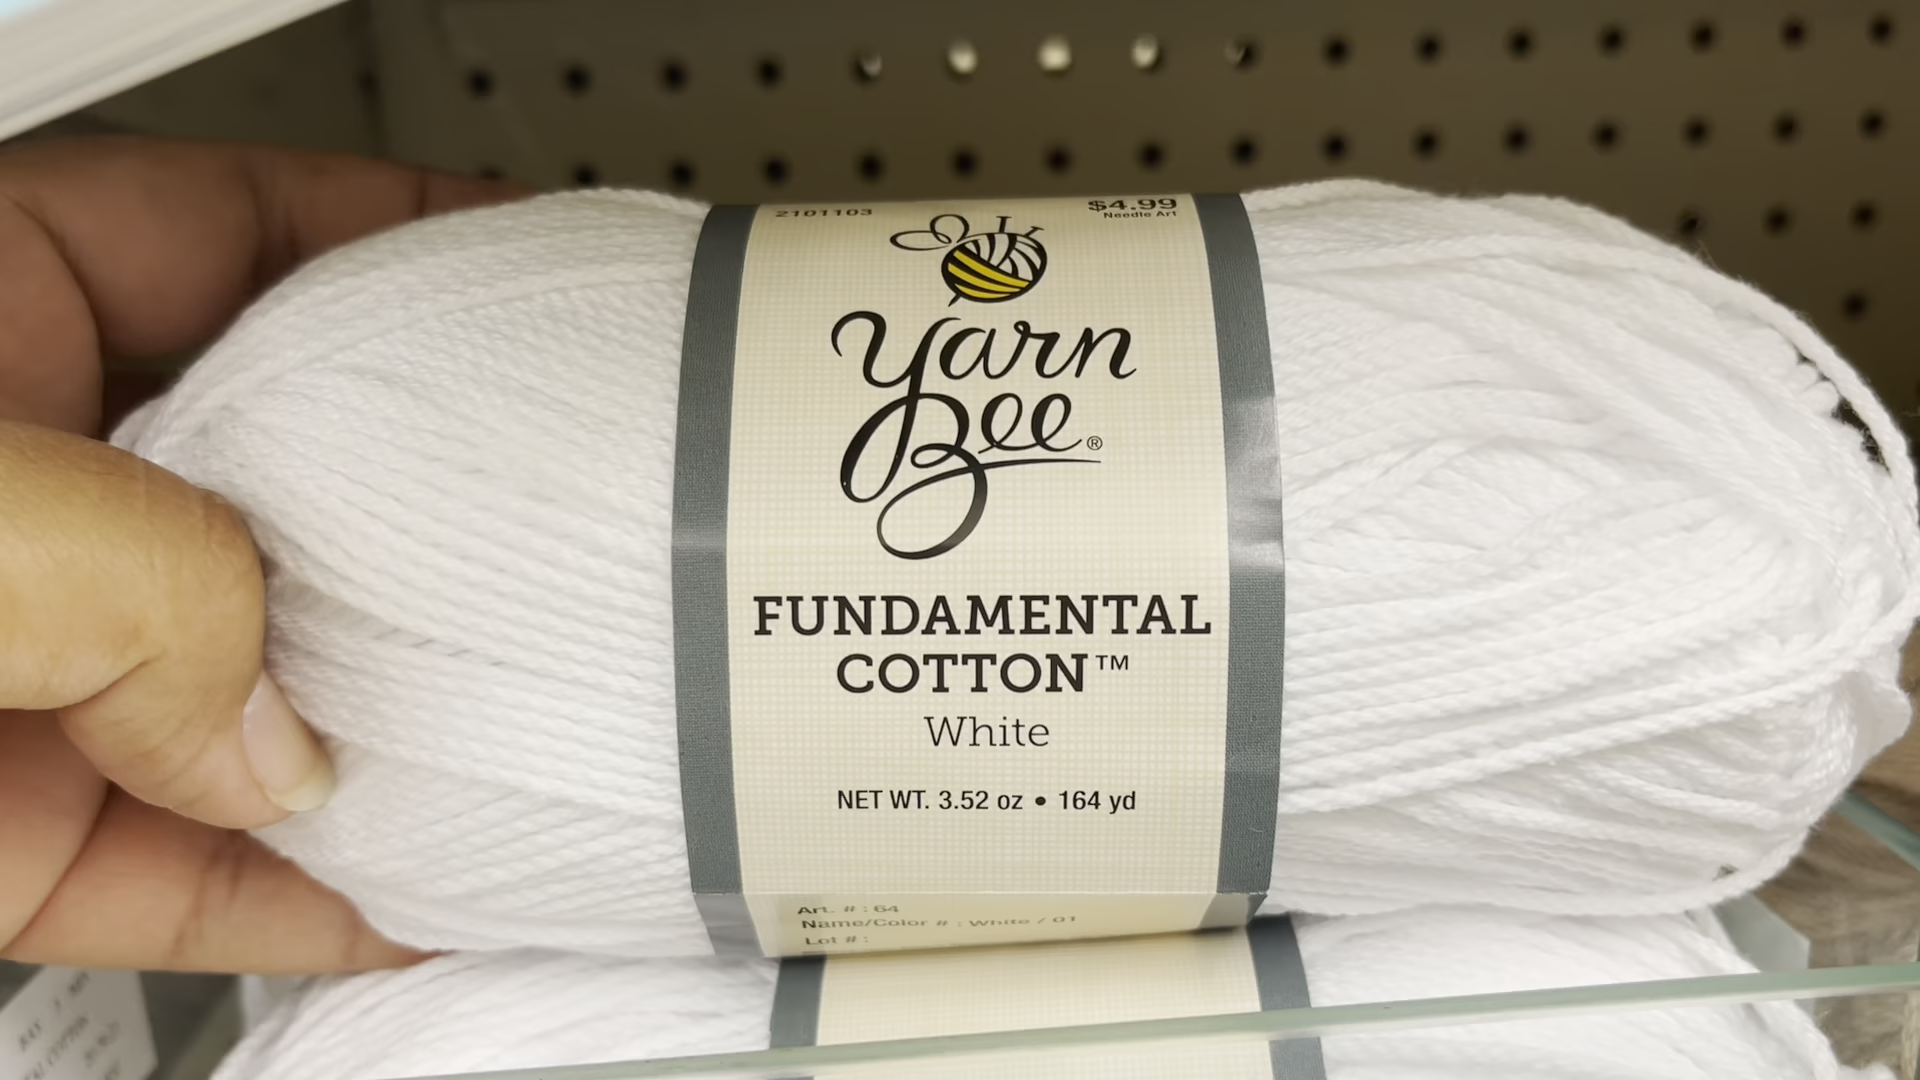 2101103
$4.99
Needle Art
Yarn
Bee®
FUNDAMENTAL
COTTON™
White
NET WT. 3.52 oz • 164 yd
Art. # : 64
Name/Color # : White / 01
Lot # :
COTTON